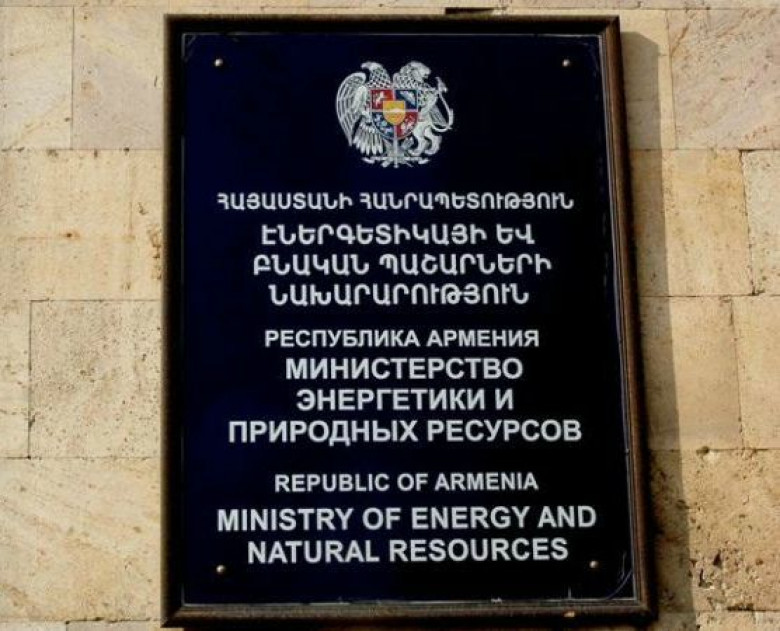 ՀԱՅԱՍՏԱՆԻ ՀԱՆՐԱՊԵՏՈՒԹՅՈՒՆ
ԷՆԵՐԳԵՏԻԿԱՅԻ ԵՎ
ԲՆԱԿԱՆ ՊԱՇԱՐՆԵՐԻ
ՆԱԽԱՐԱՐՈՒԹՅՈՒՆ
РЕСПУБЛИКА АРМЕНИЯ
МИНИСТЕРСТВО
ЭНЕРГЕТИКИ И
ПРИРОДНЫХ РЕСУРСОВ
REPUBLIC OF ARMENIA
MINISTRY OF ENERGY AND
NATURAL RESOURCES